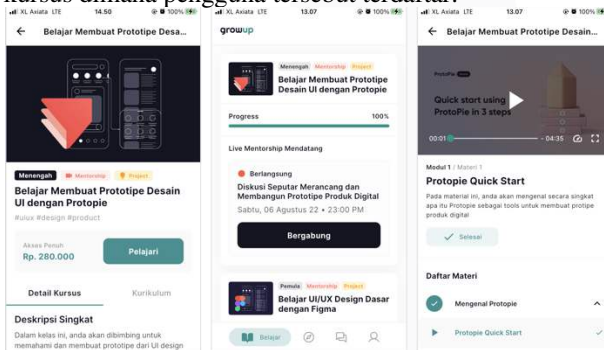 kursus dimana pengguna tersebut terdaftar.
XL Axiata LTE 14.50 100%
Belajar Membuat Prototipe Desa...
Menengah Mentorship Project
Belajar Membuat Prototipe Desain
UI dengan Protopie
#uiux #design #product
Akses Penuh
Rp. 280.000
Pelajari
Detail Kursus Kurikulum
Deskripsi Singkat
Dalam kelas ini, anda akan dibimbing untuk
memahami dan membuat prototipe dari UI design
XL Axiata LTE 13.07 100%
growup
Menengah Mentorship Project
Belajar Membuat Prototipe
Desain UI dengan Protopie
Progress 100%
Live Mentorship Mendatang
Berlangsung
Diskusi Seputar Merancang dan
Membangun Prototipe Produk Digital
Sabtu, 06 Agustus 22 • 23:00 PM
Bergabung
Pemula Mentorship Project
Belajar UI/UX Design Dasar
dengan Figma
Belajar
XL Axiata LTE 13.07 100%
Belajar Membuat Prototipe Desain...
ProtoPie
Quick start using
ProtoPie in 3 steps
00:01 - 04:35
Modul 1 / Materi 1
Protopie Quick Start
Pada material ini, anda akan mengenal secara singkat
apa itu Protopie sebagai tools untuk membuat protipe
produk digital
Selesai
Daftar Materi
Mengenal Protopie
Protopie Quick Start